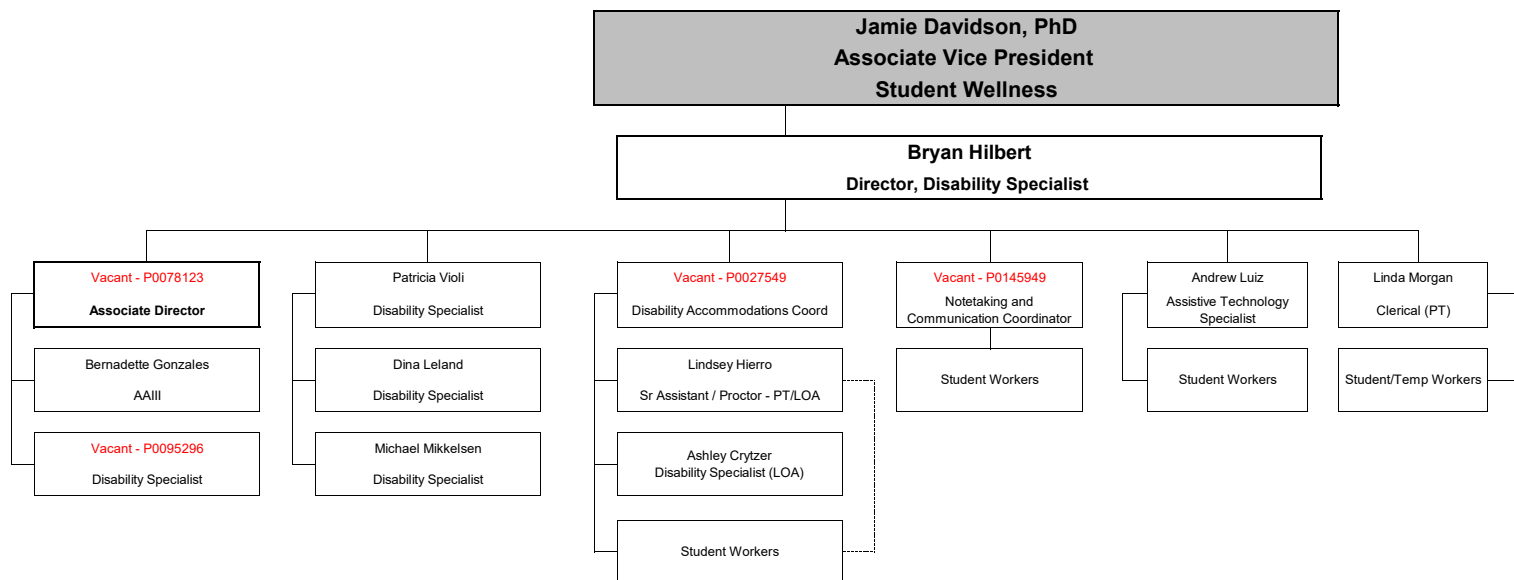 Jamie Davidson, PhD
Associate Vice President
Student Wellness
Bryan Hilbert
Director, Disability Specialist
Vacant - P0078123
Associate Director
Bernadette Gonzales
AAIII
Vacant - P0095296
Disability Specialist
Patricia Violi
Disability Specialist
Dina Leland
Disability Specialist
Michael Mikkelsen
Disability Specialist
Vacant - P0027549
Disability Accommodations Coord
Lindsey Hierro
Sr Assistant / Proctor - PT/LOA
Ashley Crytzer
Disability Specialist (LOA)
Student Workers
Vacant - P0145949
Notetaking and
Communication Coordinator
Student Workers
Andrew Luiz
Assistive Technology
Specialist
Student Workers
Linda Morgan
Clerical (PT)
Student/Temp Workers